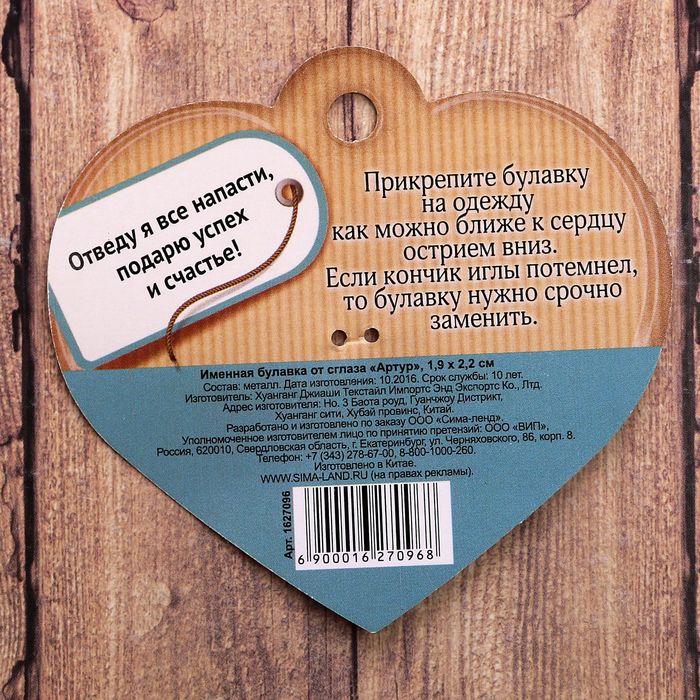 Отведу я все напасти,
подарю успех
и счастье!
Прикрепите булавку
на одежду
как можно ближе к сердцу
острием вниз.
Если кончик иглы потемнел,
то булавку нужно срочно
заменить.
Именная булавка от сглаза «Артур», 1,9 х 2,2 см
Состав: металл. Дата изготовления: 10.2016. Срок службы: 10 лет.
Изготовитель: Хуанганг Джиаши Текстайл Импортс Энд Экспортс Ко., Лтд.
Адрес изготовителя: Но. 3 Баота роуд, Гуанчжоу Дистрикт,
Хуанганг сити, Хубэй провинс, Китай.
Разработано и изготовлено по заказу ООО «Сима-ленд».
Уполномоченное изготовителем лицо по принятию претензий: ООО «ВИП»,
Россия, 620010, Свердловская область, г. Екатеринбург, ул. Черняховского, 86, корп. 8.
Телефон: +7 (343) 278-67-00, 8-800-1000-260.
Изготовлено в Китае.
WWW.SIMA-LAND.RU (на правах рекламы).
Арт. 1627096
6 900016 270968